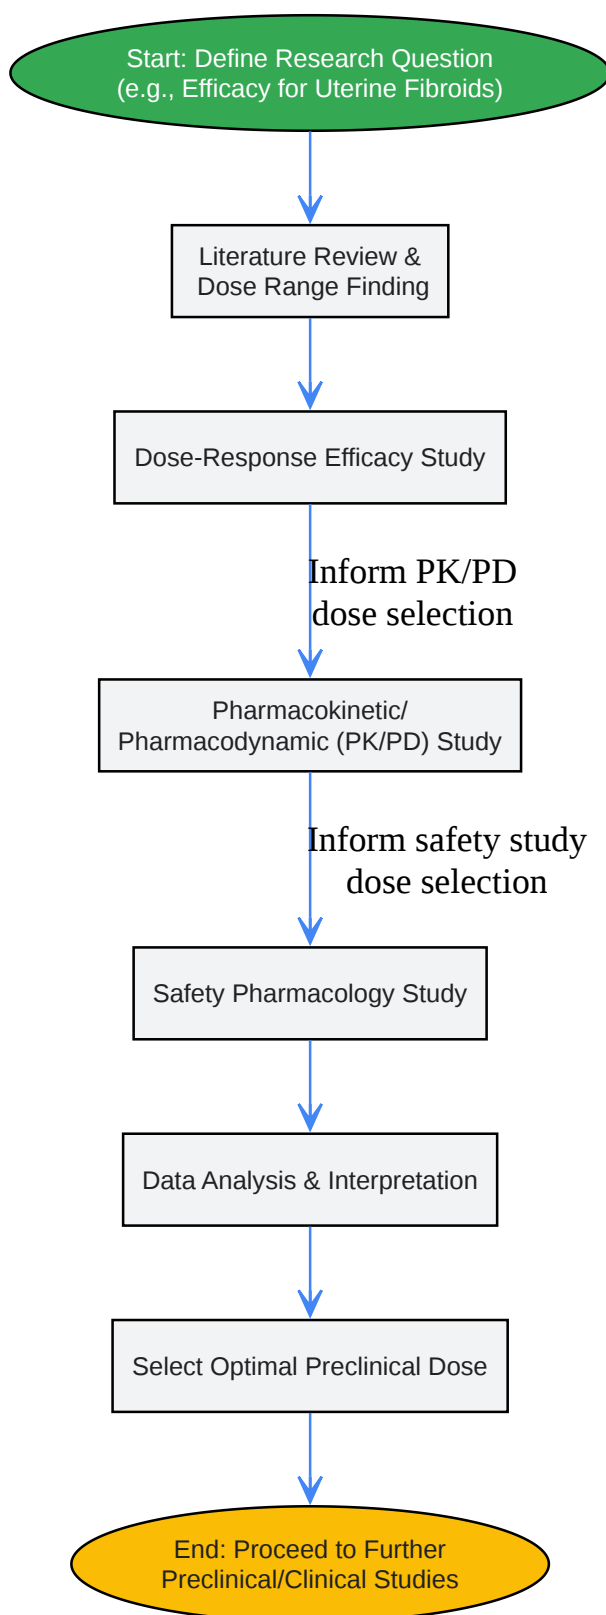 Start: Define Research Question
(e.g., Efficacy for Uterine Fibroids)
Literature Review &
Dose Range Finding
Dose-Response Efficacy Study
Inform PK/PD
dose selection
Pharmacokinetic/
Pharmacodynamic (PK/PD) Study
Inform safety study
dose selection
Safety Pharmacology Study
Data Analysis & Interpretation
Select Optimal Preclinical Dose
End: Proceed to Further
Preclinical/Clinical Studies